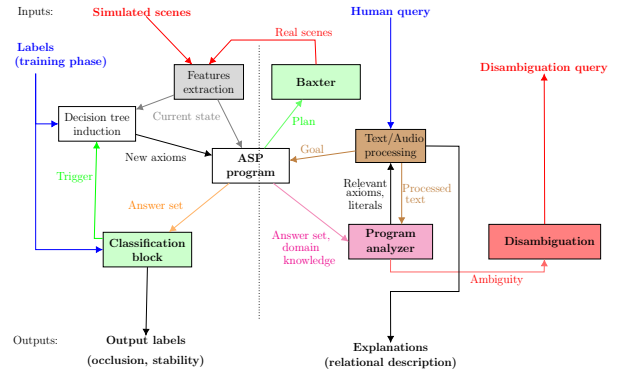 Inputs:
Simulated scenes
Human query
Real scenes
Labels
(training phase)
Features
extraction
Baxter
Disambiguation query
Decision tree
induction
Current state
Plan
Text/Audio
processing
New axioms
ASP
program
Goal
Trigger
Relevant
axioms,
literals
Processed
text
Answer set
Answer set,
domain
knowledge
Program
analyzer
Disambiguation
Classification
block
Ambiguity
Outputs:
Output labels
(occlusion, stability)
Explanations
(relational description)